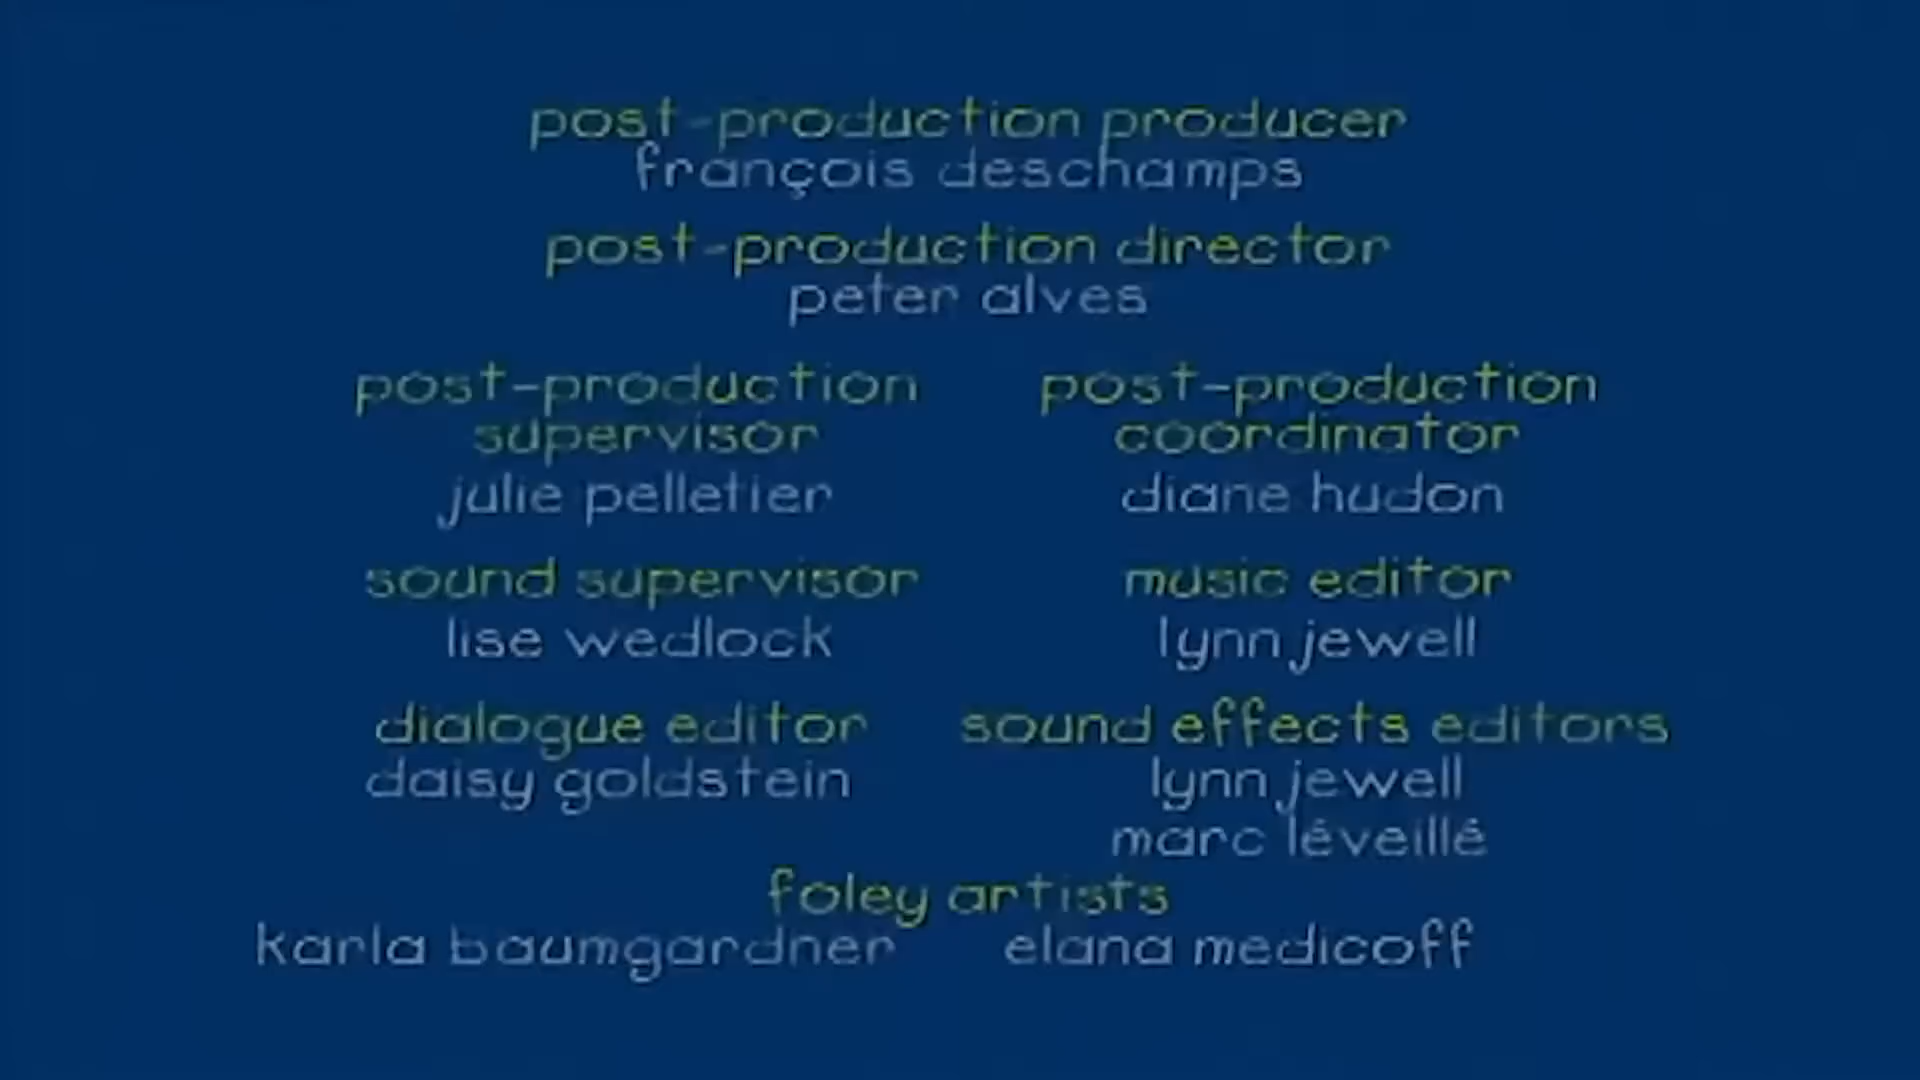 post-production producer
françois deschamps
post-production director
peter alves
post-production
supervisor
julie pelletier
post-production
coordinator
diane hudon
sound supervisor
lise wedlock
music editor
lynn jewell
dialogue editor
daisy goldstein
sound effects editors
lynn jewell
marc léveillé
foley artists
karla baumgardner
elana medicoff